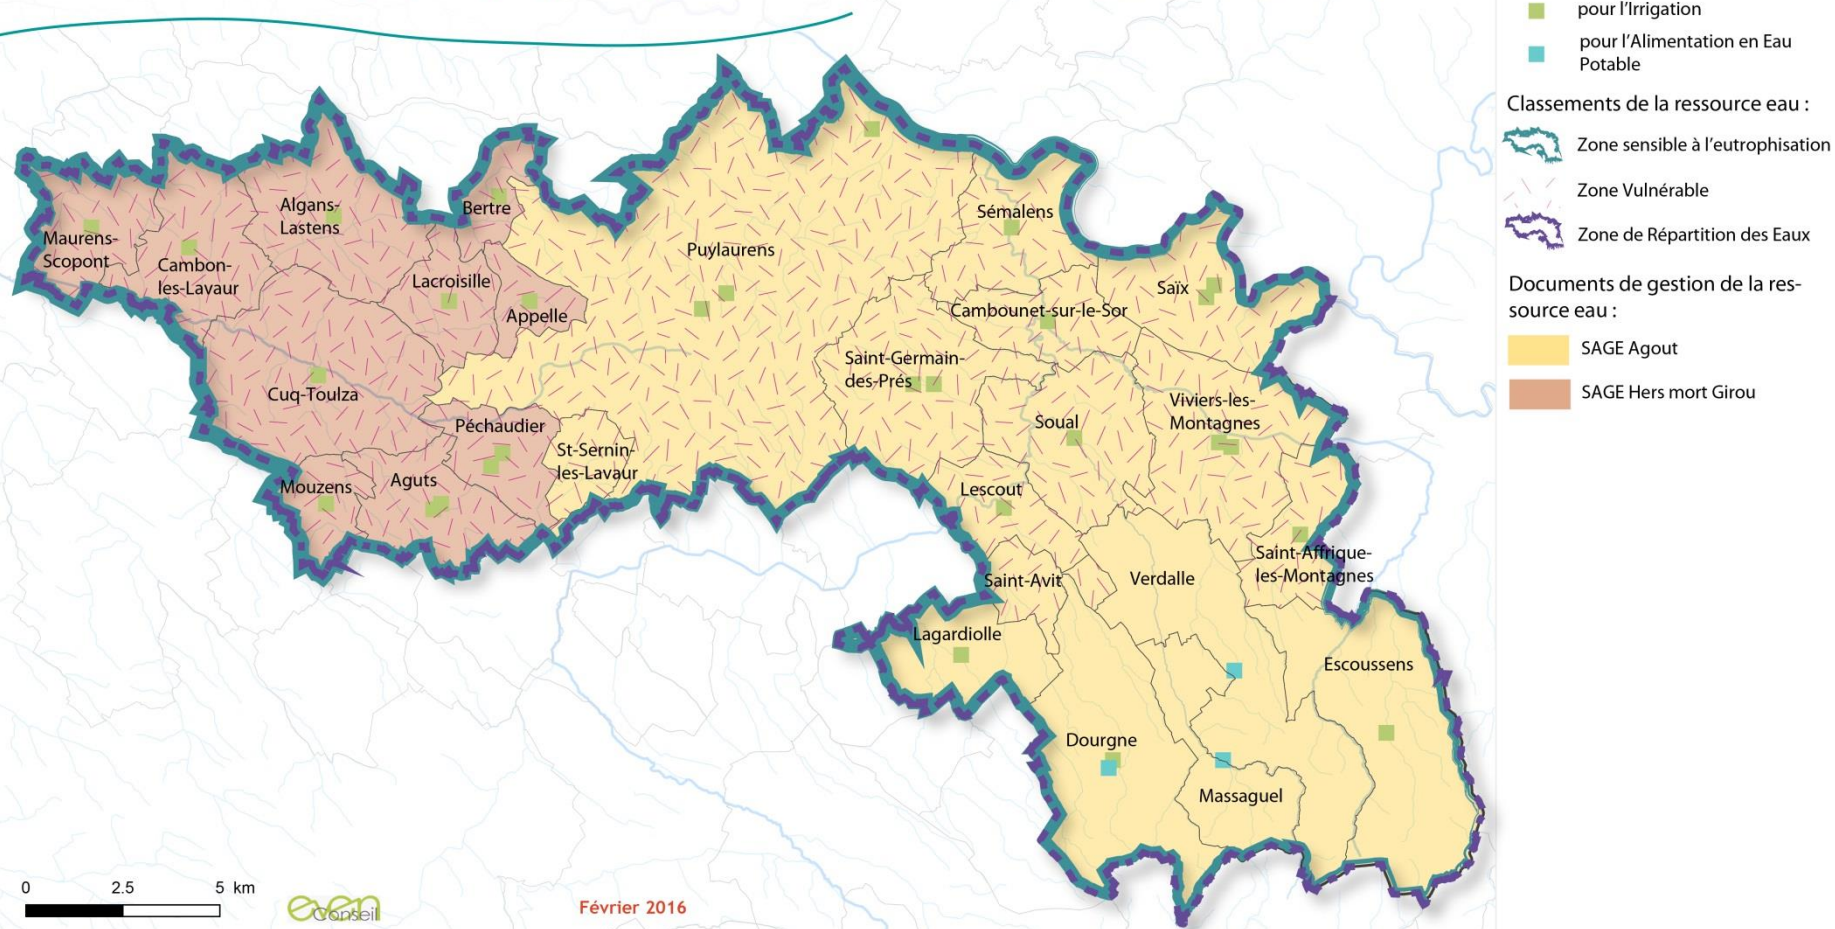 pour l'Irrigation
pour l'Alimentation en Eau
Potable
Classements de la ressource eau :
Zone sensible à l'eutrophisation
Zone Vulnérable
Zone de Répartition des Eaux
Documents de gestion de la res-
source eau :
SAGE Agout
SAGE Hers mort Girou
Maurens-
Scopont
Cambon-
les-Lavaur
Algans-
Lastens
Bertre
Lacroisille
Appelle
Puylaurens
Sémalens
Cambounet-sur-le-Sor
Saïx
Saint-Germain-
des-Prés
Cuq-Toulza
Péchaudier
St-Sernin-
les-Lavaur
Mouzens
Aguts
Soual
Viviers-les-
Montagnes
Lescout
Saint-Avit
Verdalle
Saint-Affrique-
les-Montagnes
Lagardiolle
Escoussens
Dourgne
Massaguel
0 2.5 5 km
even
Conseil
Février 2016